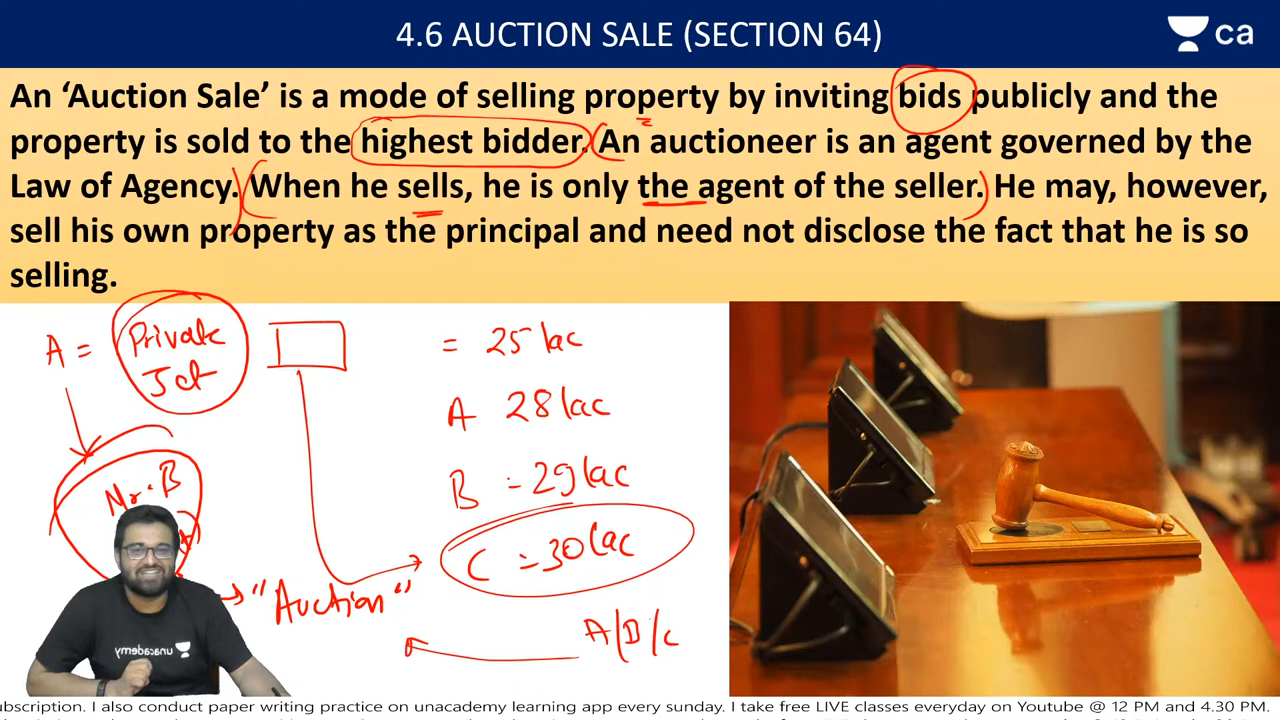 4.6 AUCTION SALE (SECTION 64)
ca
An ‘Auction Sale’ is a mode of selling property by inviting bids publicly and the
property is sold to the highest bidder. An auctioneer is an agent governed by the
Law of Agency. When he sells, he is only the agent of the seller. He may, however,
sell his own property as the principal and need not disclose the fact that he is so
selling.
A = Private
Jet
= 25 lac
A 28 lac
B = 29 lac
Mr. B
C = 30 lac
"Auction"
A/B/C
unacademy
ubscription. I also conduct paper writing practice on unacademy learning app every sunday. I take free LIVE classes everyday on Youtube @ 12 PM and 4.30 PM.